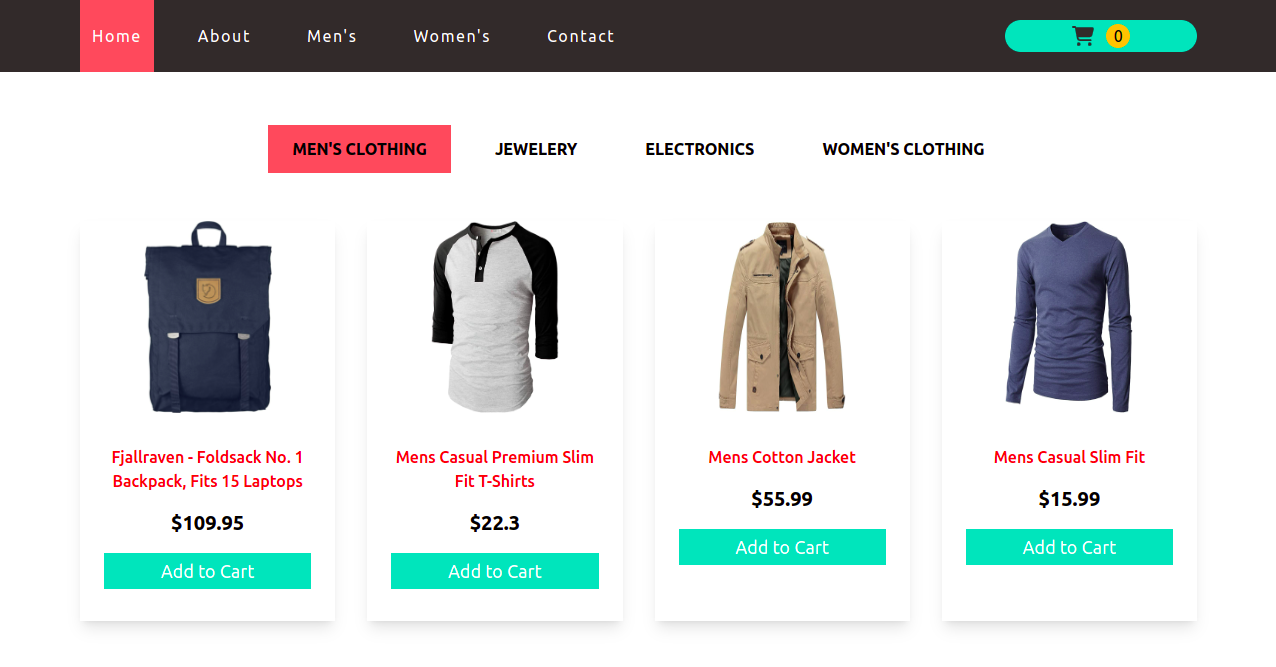 Home About Men's Women's Contact 0
MEN'S CLOTHING JEWELERY ELECTRONICS WOMEN'S CLOTHING
Fjallraven - Foldsack No. 1
Backpack, Fits 15 Laptops
$109.95
Add to Cart
Mens Casual Premium Slim
Fit T-Shirts
$22.3
Add to Cart
Mens Cotton Jacket
$55.99
Add to Cart
Mens Casual Slim Fit
$15.99
Add to Cart